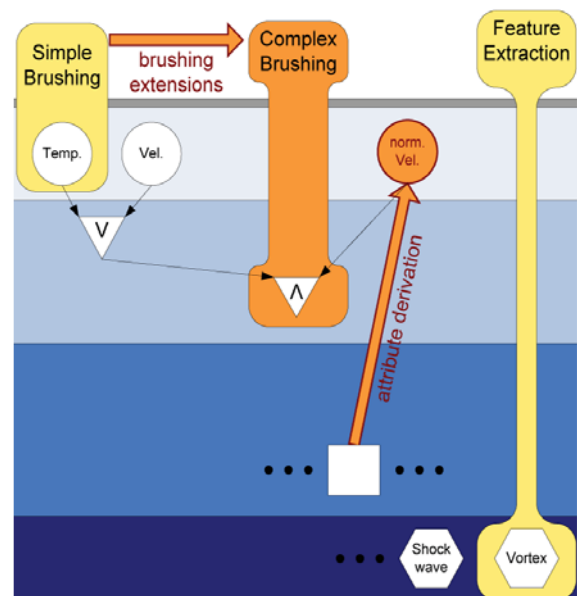 Simple
Brushing
brushing
extensions
Complex
Brushing
Feature
Extraction
Temp.
Vel.
norm.
Vel.
V
Λ
attribute derivation
Shock
wave
Vortex